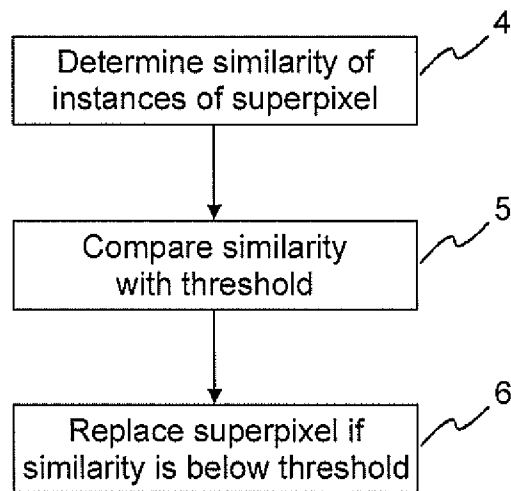 4
Determine similarity of
instances of superpixel
5
Compare similarity
with threshold
6
Replace superpixel if
similarity is below threshold